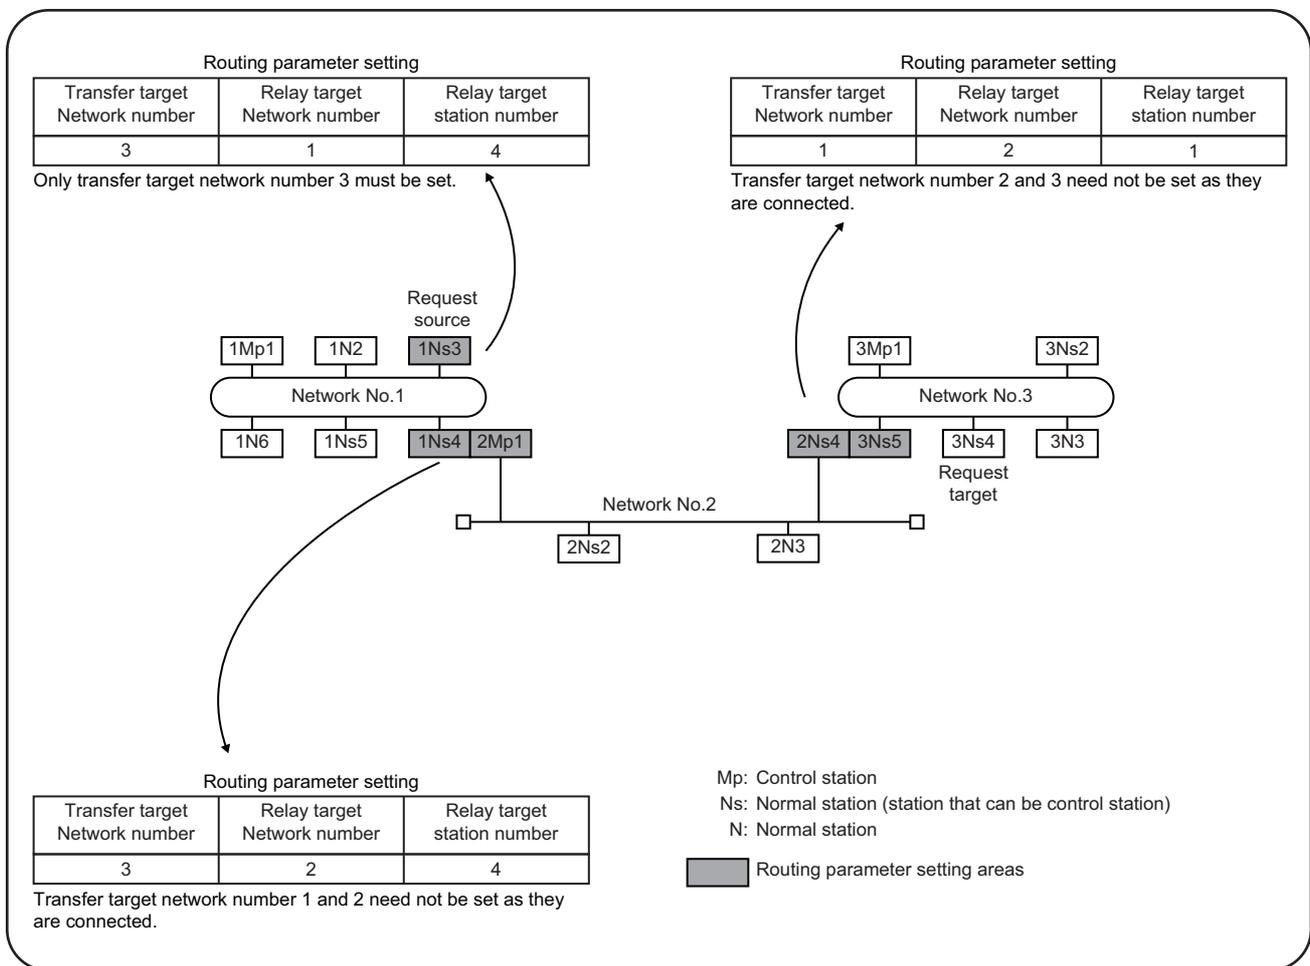 Routing parameter setting
Transfer target Network number
Relay target Network number
Relay target station number
3
1
4
Only transfer target network number 3 must be set.
Routing parameter setting
Transfer target Network number
Relay target Network number
Relay target station number
1
2
1
Transfer target network number 2 and 3 need not be set as they
are connected.
Request
source
1Mp1
1N2
1Ns3
Network No.1
1N6
1Ns5
1Ns4
2Mp1
3Mp1
3Ns2
Network No.3
2Ns4
3Ns5
3Ns4
3N3
Request
target
Network No.2
2Ns2
2N3
Routing parameter setting
Transfer target Network number
Relay target Network number
Relay target station number
3
2
4
Transfer target network number 1 and 2 need not be set as they
are connected.
Mp: Control station
Ns: Normal station (station that can be control station)
N: Normal station
Routing parameter setting areas